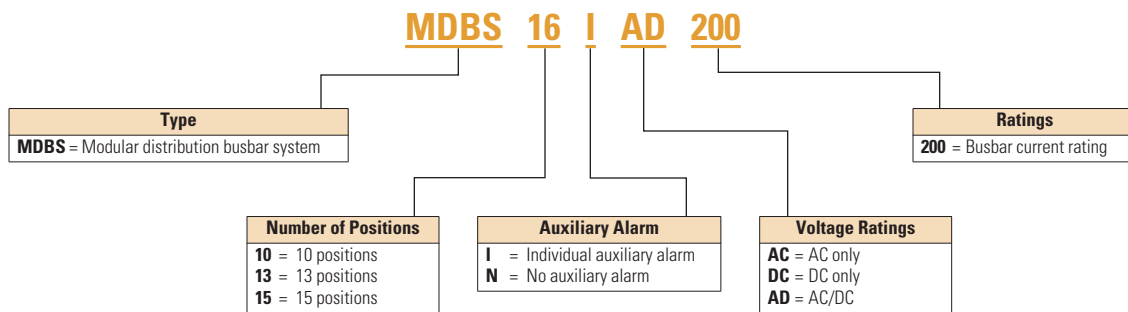 MDBS 16 I AD 200
Type
MDBS = Modular distribution busbar system
Ratings
200 = Busbar current rating
Number of Positions
10 = 10 positions
13 = 13 positions
15 = 15 positions
Auxiliary Alarm
I = Individual auxiliary alarm
N = No auxiliary alarm
Voltage Ratings
AC = AC only
DC = DC only
AD = AC/DC